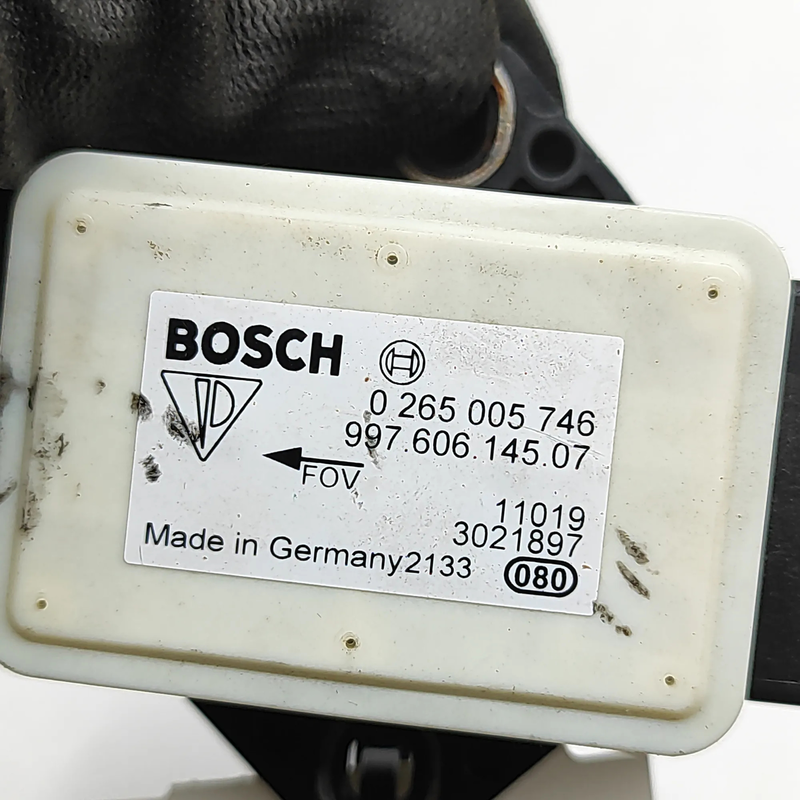 BOSCH
0 265 005 746
997.606.145.07
FOV
11019
3021897
Made in Germany2133
080